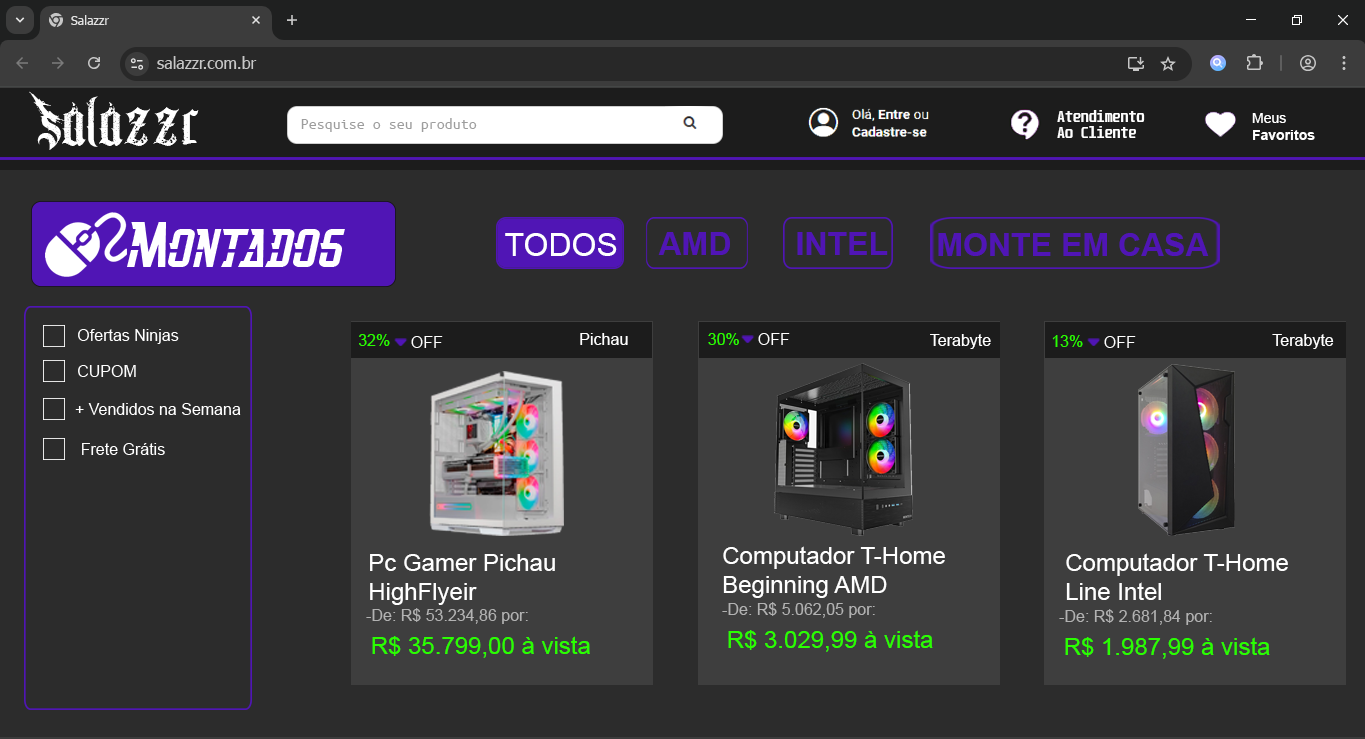 Salazzr
salazzr.com.br
Salazzr
Pesquise o seu produto
Olá, Entre ou
Cadastre-se
Atendimento
Ao Cliente
Meus
Favoritos
MONTADOS
TODOS
AMD
INTEL
MONTE EM CASA
Ofertas Ninjas
CUPOM
+ Vendidos na Semana
Frete Grátis
32% OFF
Pichau
Pc Gamer Pichau
HighFlyeir
-De: R$ 53.234,86 por:
R$ 35.799,00 à vista
30% OFF
Terabyte
Computador T-Home
Beginning AMD
-De: R$ 5.062,05 por:
R$ 3.029,99 à vista
13% OFF
Terabyte
Computador T-Home
Line Intel
-De: R$ 2.681,84 por:
R$ 1.987,99 à vista